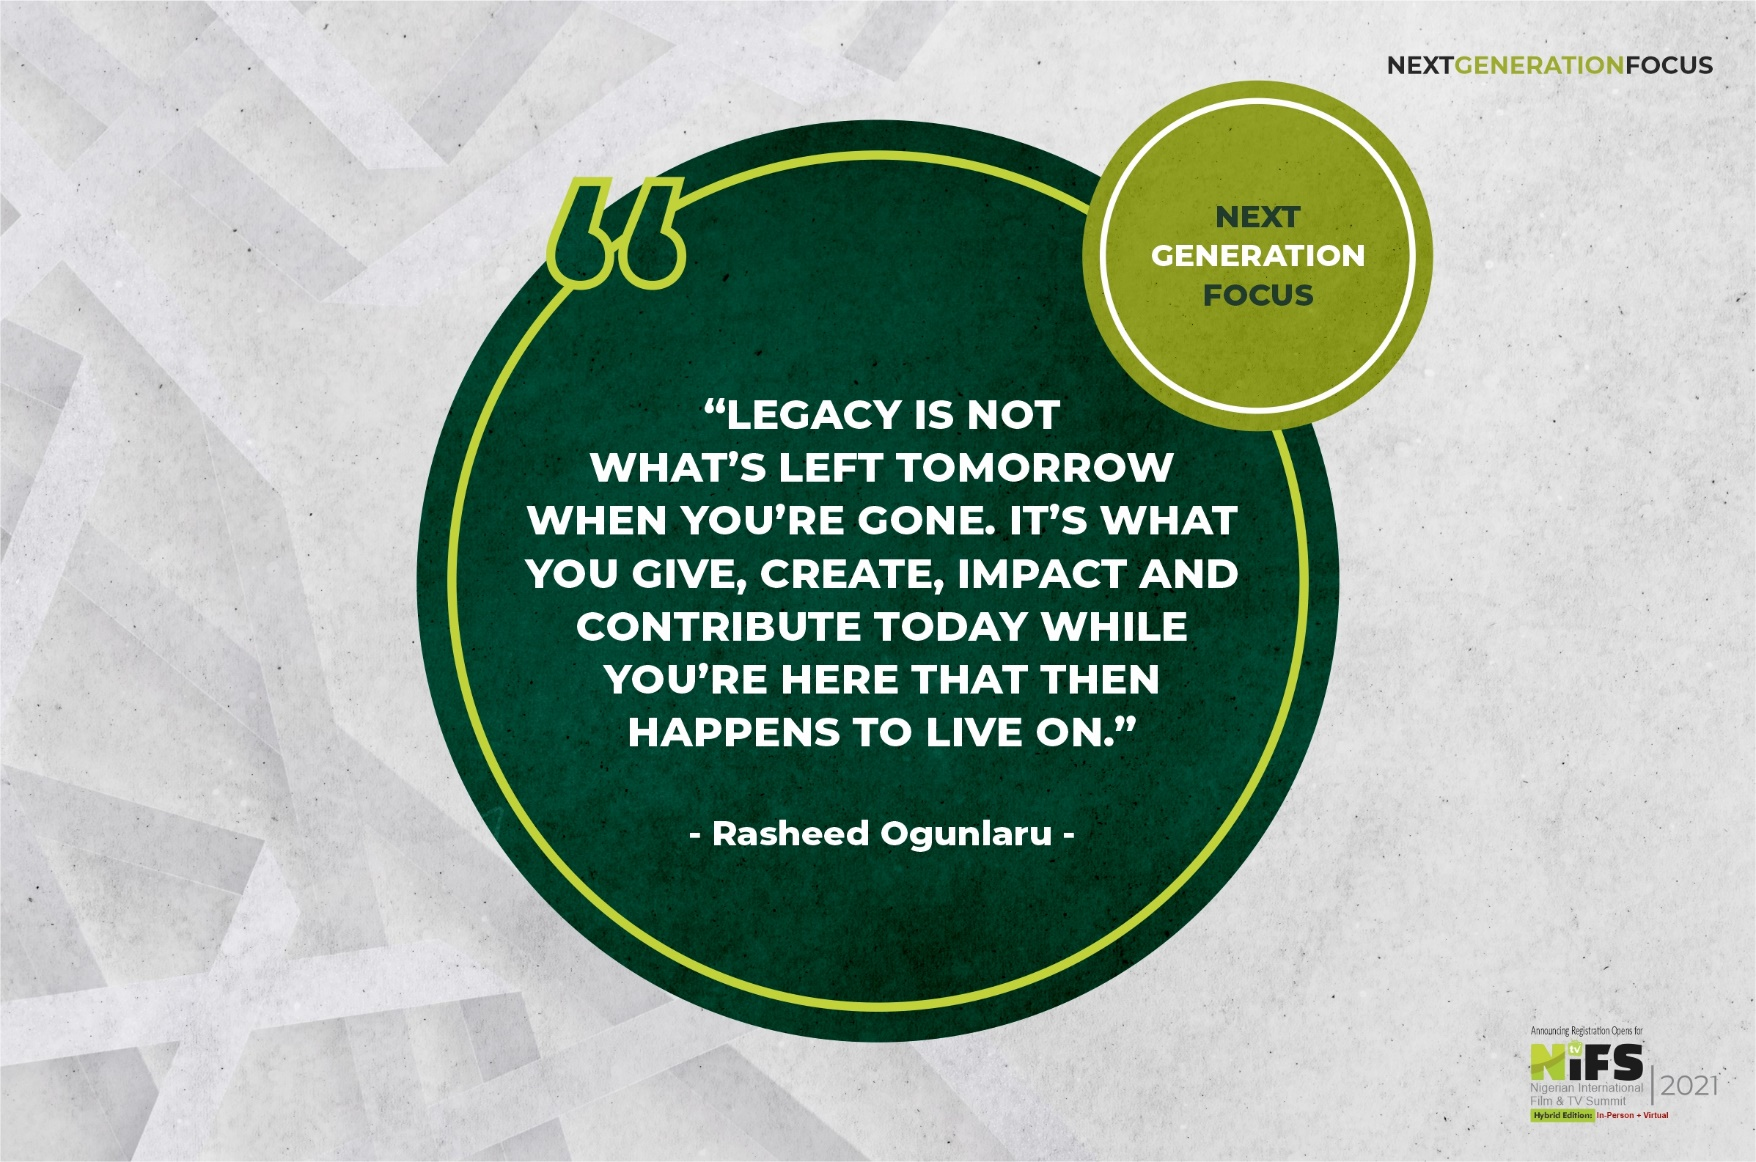 NEXTGENERATIONFOCUS
NEXT
GENERATION
FOCUS
“LEGACY IS NOT
WHAT’S LEFT TOMORROW
WHEN YOU’RE GONE. IT’S WHAT
YOU GIVE, CREATE, IMPACT AND
CONTRIBUTE TODAY WHILE
YOU’RE HERE THAT THEN
HAPPENS TO LIVE ON.”
- Rasheed Ogunlaru -
Announcing Registration Opens for
tv
NiFS
Nigerian International
Film & TV Summit
2021
Hybrid Edition: In-Person + Virtual